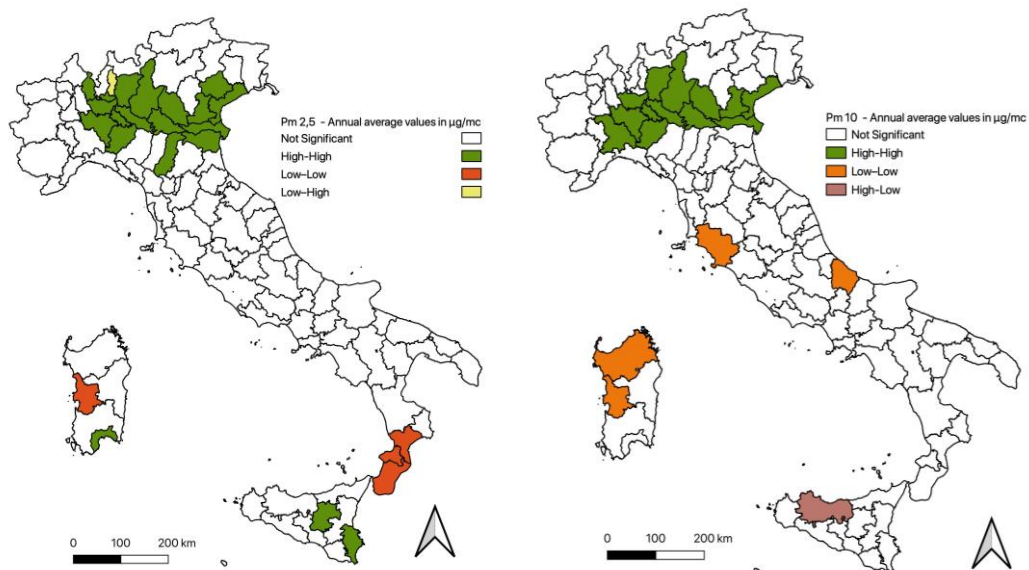 Pm 2,5 - Annual average values in µg/mc
Not Significant
High-High
Low-Low
Low-High
0 100 200 km
Pm 10 - Annual average values in µg/mc
Not Significant
High-High
Low-Low
High-Low
0 100 200 km